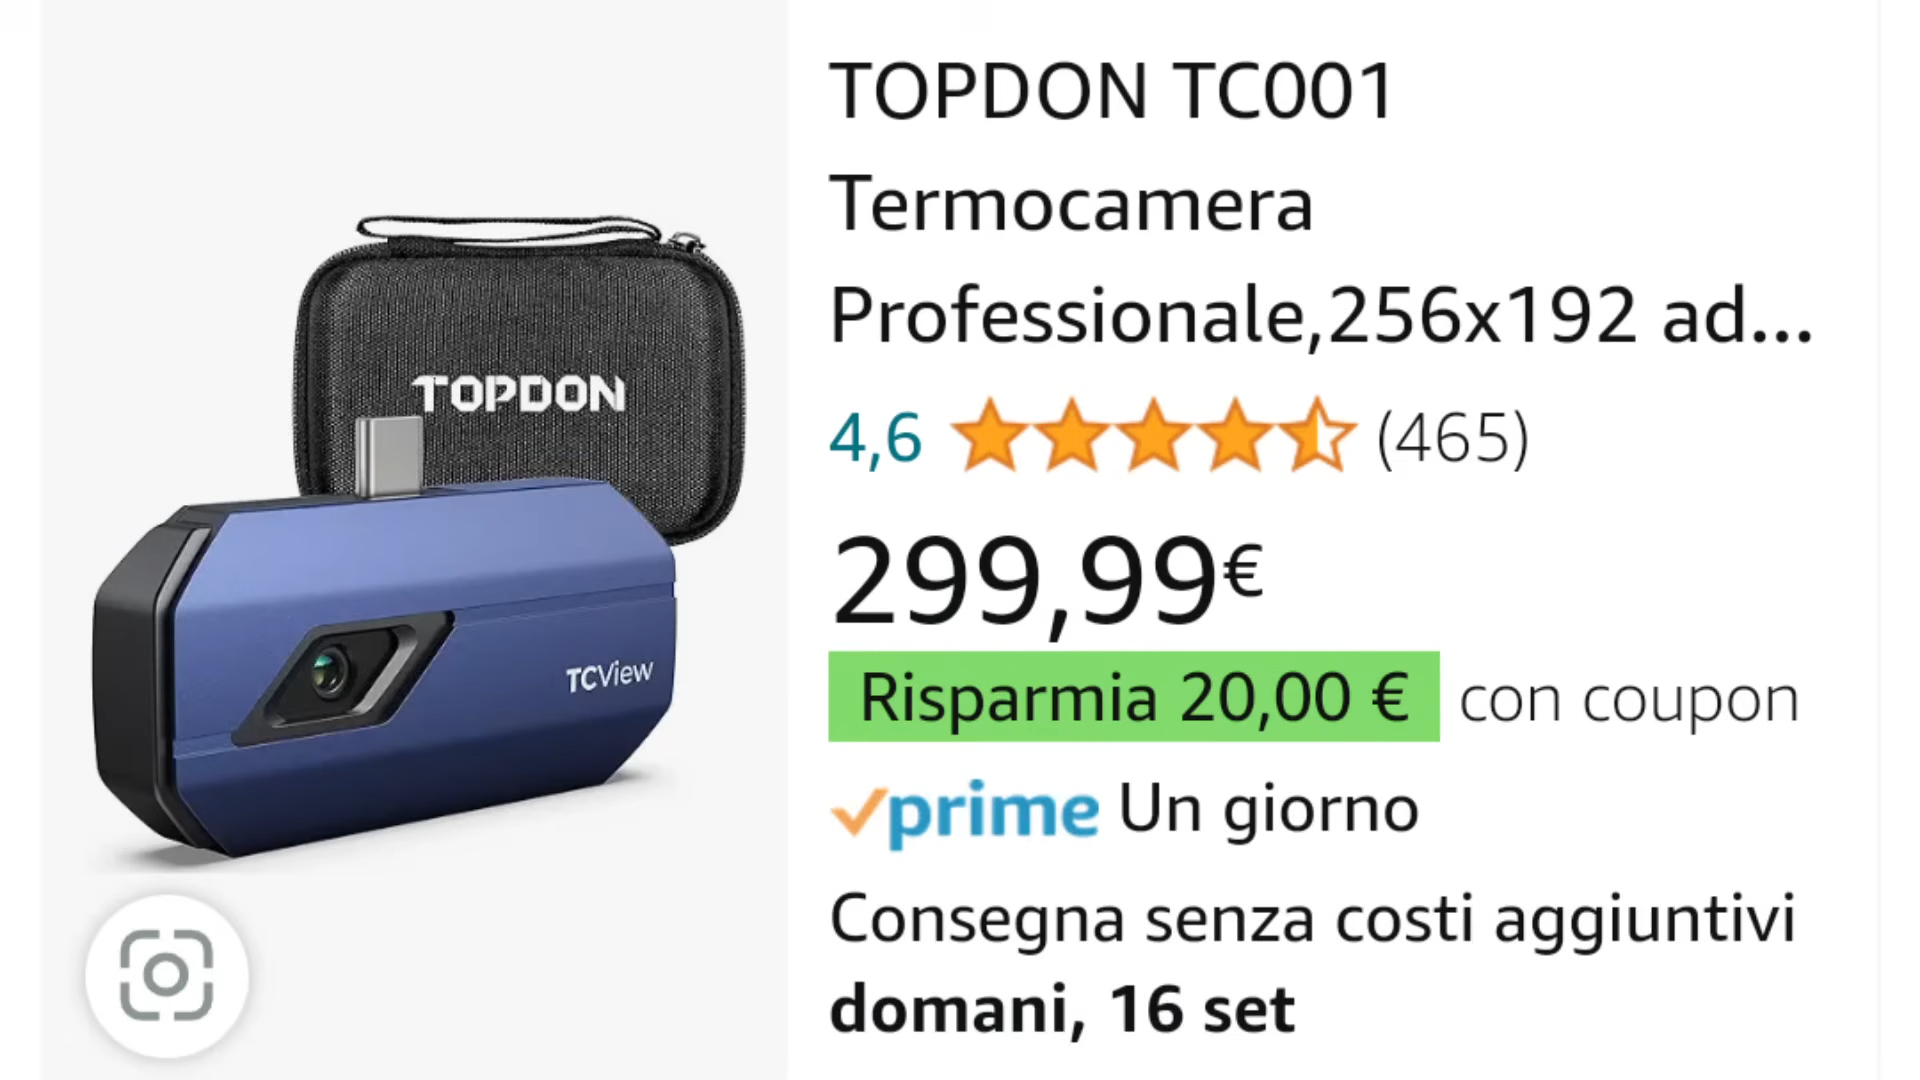 TOPDON
TCView
TOPDON TC001
Termocamera
Professionale,256x192 ad...
4,6 (465)
299,99€
Risparmia 20,00 € con coupon
prime Un giorno
Consegna senza costi aggiuntivi
domani, 16 set